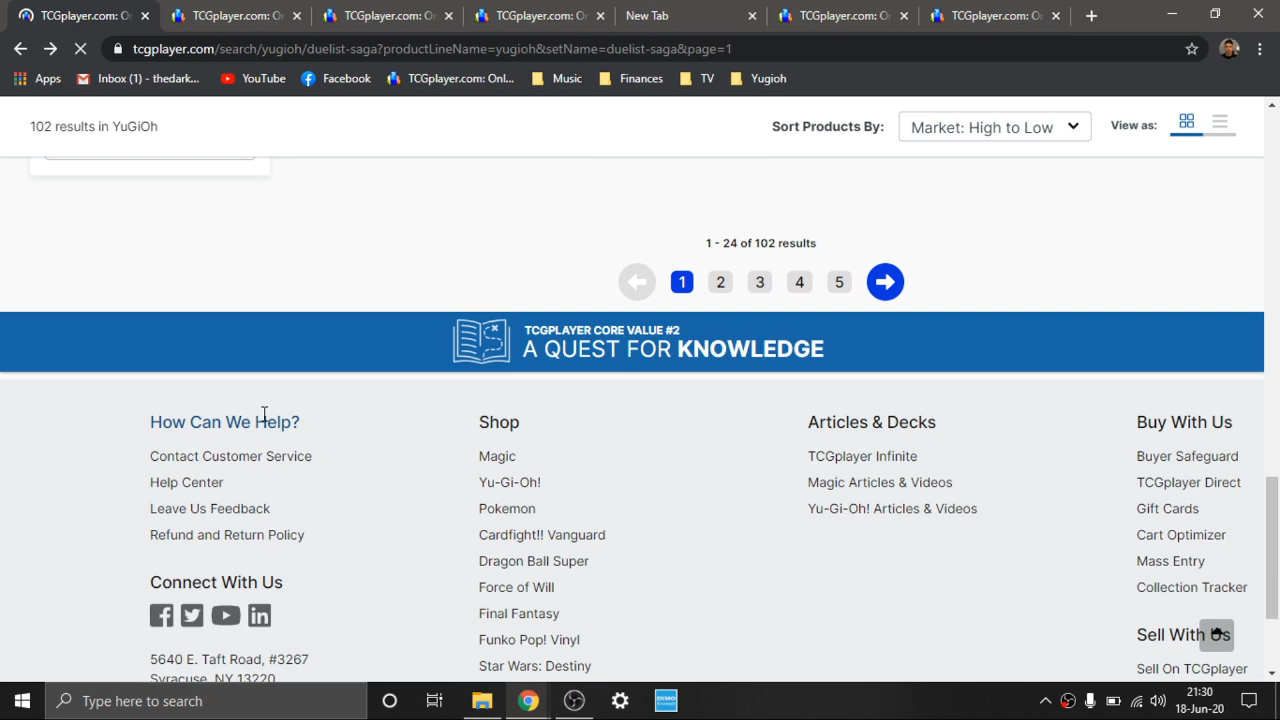 TCGplayer.com: O
TCGplayer.com: O
TCGplayer.com: O
TCGplayer.com: O
New Tab
TCGplayer.com: O
TCGplayer.com: O
tcgplayer.com/search/yugioh/duelist-saga?productLineName=yugioh&setName=duelist-saga&page=1
Apps
Inbox (1) - thedark...
YouTube
Facebook
TCGplayer.com: Onl...
Music
Finances
TV
Yugioh
102 results in YuGiOh
Sort Products By:
Market: High to Low
View as:
1 - 24 of 102 results
1 2 3 4 5
TCGPLAYER CORE VALUE #2
A QUEST FOR KNOWLEDGE
How Can We Help?
Contact Customer Service
Help Center
Leave Us Feedback
Refund and Return Policy
Connect With Us
5640 E. Taft Road, #3267
Syracuse, NY 13220
Shop
Magic
Yu-Gi-Oh!
Pokemon
Cardfight!! Vanguard
Dragon Ball Super
Force of Will
Final Fantasy
Funko Pop! Vinyl
Star Wars: Destiny
Articles & Decks
TCGplayer Infinite
Magic Articles & Videos
Yu-Gi-Oh! Articles & Videos
Buy With Us
Buyer Safeguard
TCGplayer Direct
Gift Cards
Cart Optimizer
Mass Entry
Collection Tracker
Sell With Us
Sell On TCGplayer
Type here to search
21:30
18-Jun-20